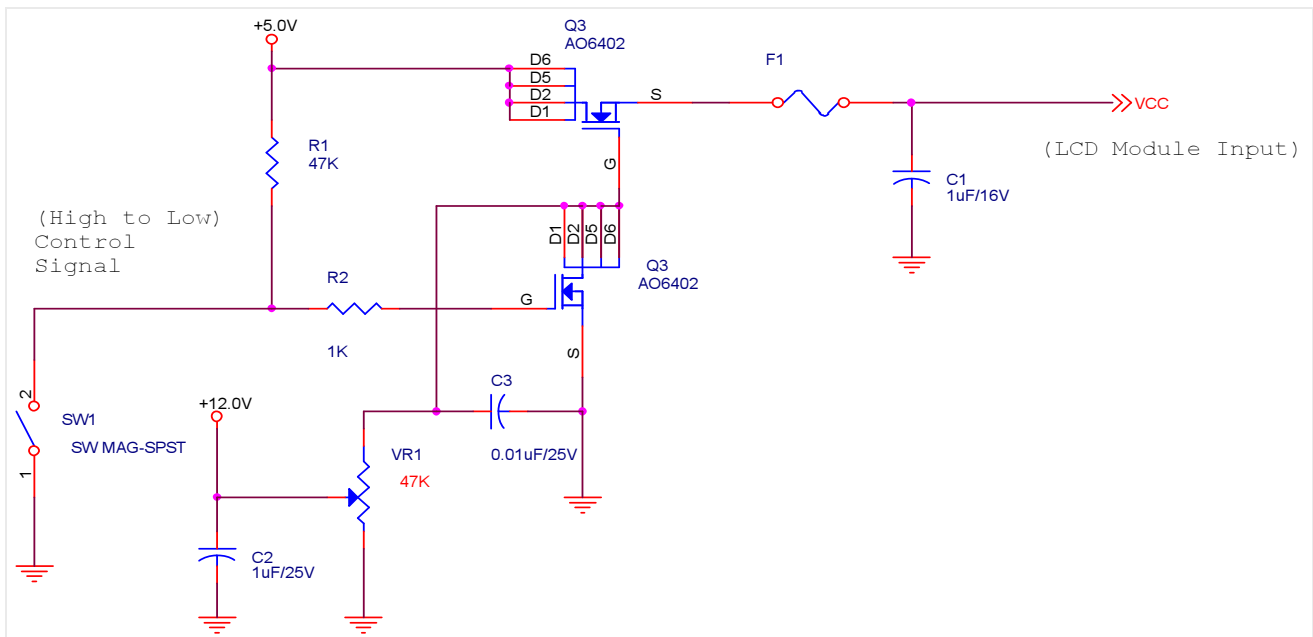 +5.0V
Q3
AO6402
F1
D6
D5
D2
D1
S
G
VCC
(LCD Module Input)
R1
47K
C1
1uF/16V
(High to Low)
Control
Signal
D1
D2
D5
D6
Q3
AO6402
R2
1K
G
S
2
1
SW1
SW MAG-SPST
+12.0V
C3
0.01uF/25V
VR1
47K
C2
1uF/25V